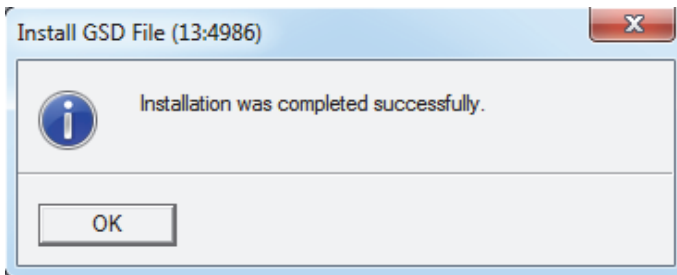 Install GSD File (13:4986)
Installation was completed successfully.
OK